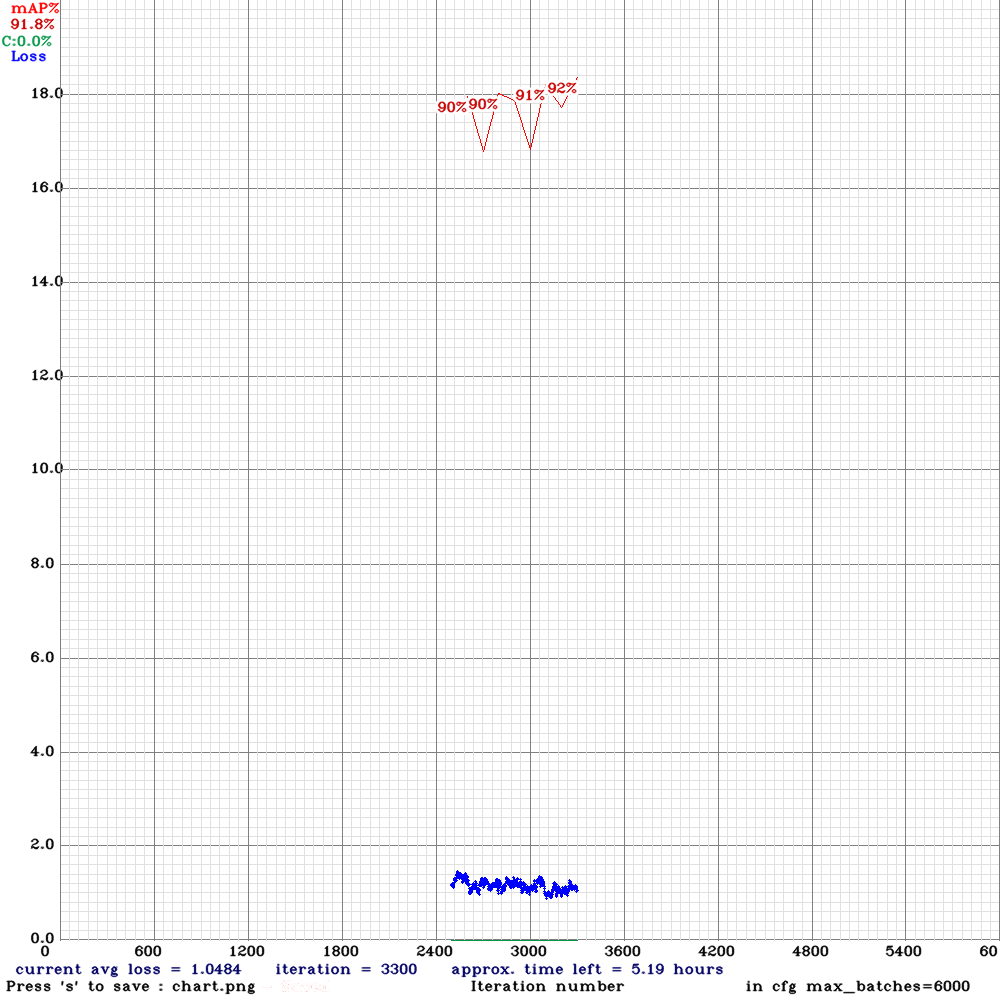 mAP%
91.8%
C:0.0%
Loss
18.0
90% 90% 91% 92%
16.0
14.0
12.0
10.0
8.0
6.0
4.0
2.0
0.0
0 600 1200 1800 2400 3000 3600 4200 4800 5400 60
current avg loss = 1.0484 iteration = 3300 approx. time left = 5.19 hours
Press 's' to save : chart.png Iteration number in cfg max_batches=6000